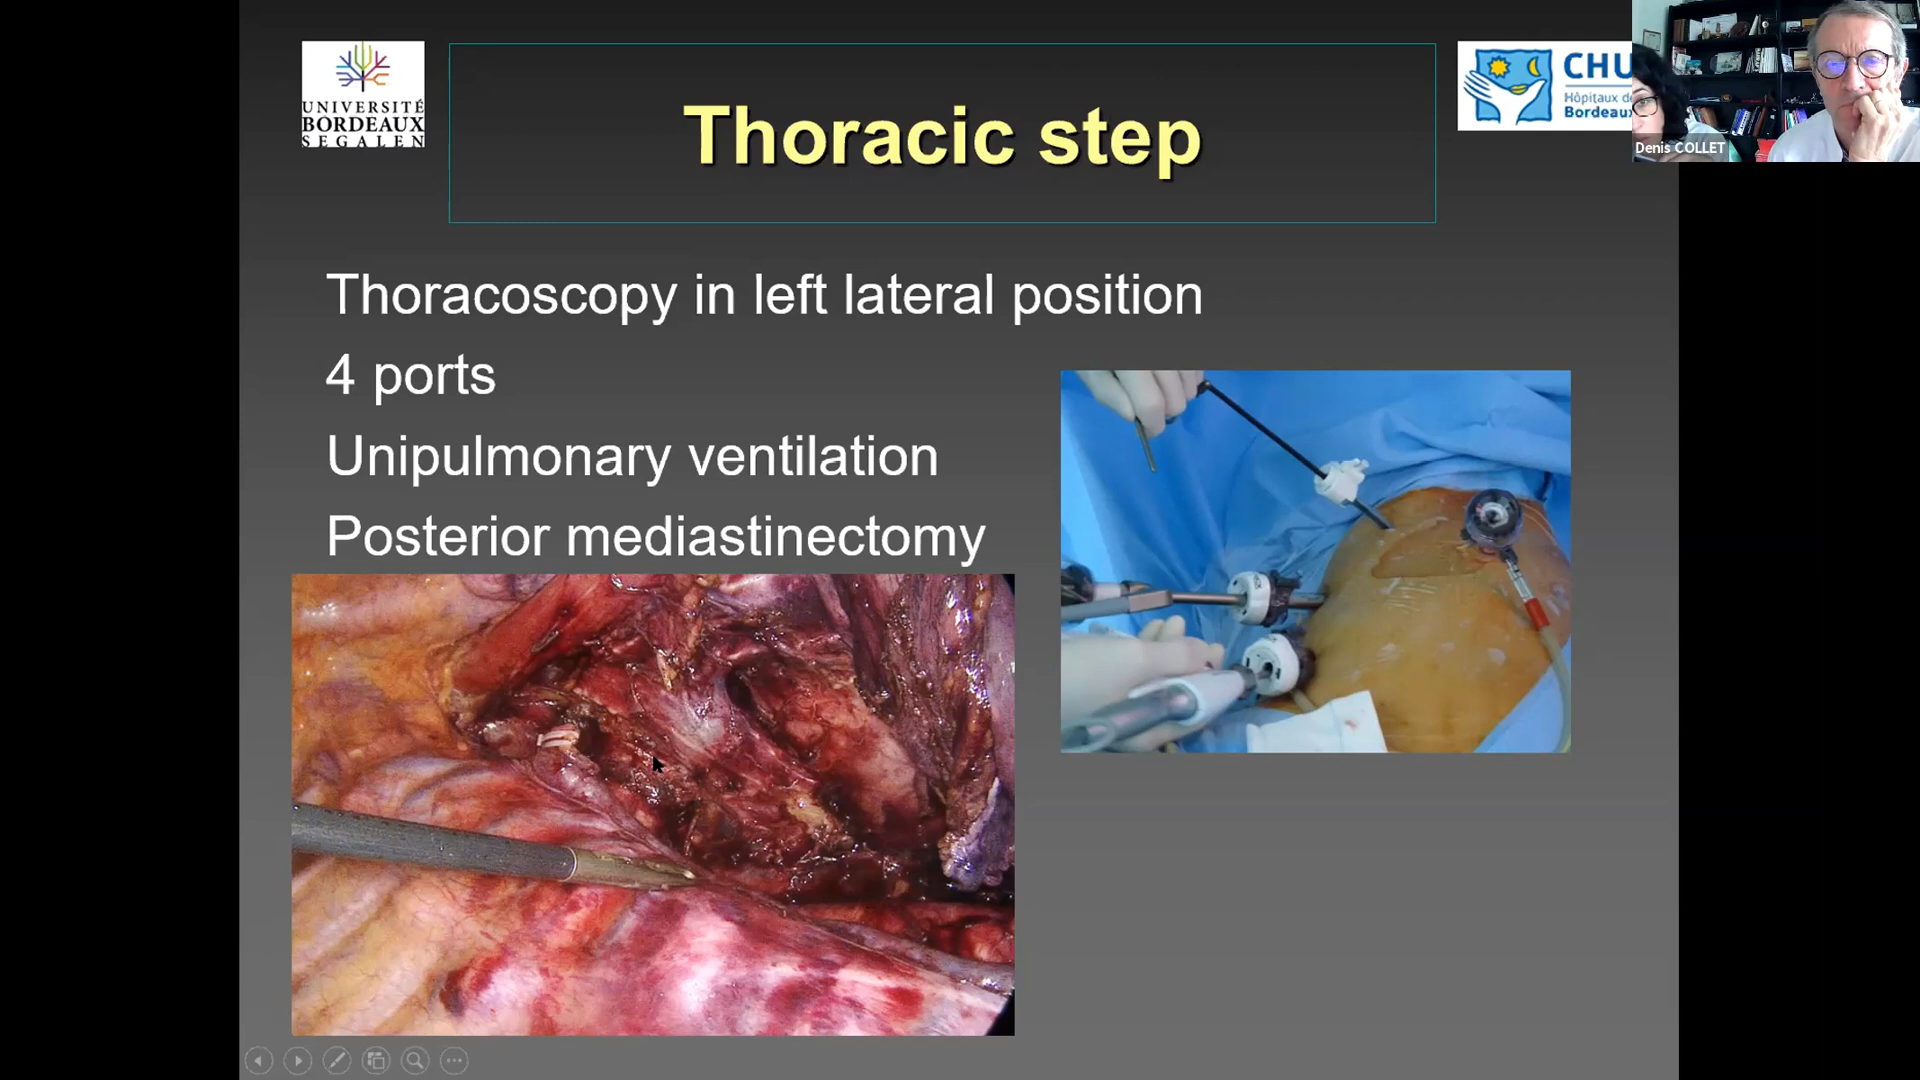 UNIVERSITÉ
BORDEAUX
SEGALEN
Thoracic step
CHU
Hôpitaux de
Bordeaux
Denis COLLET
Thoracoscopy in left lateral position
4 ports
Unipulmonary ventilation
Posterior mediastinectomy